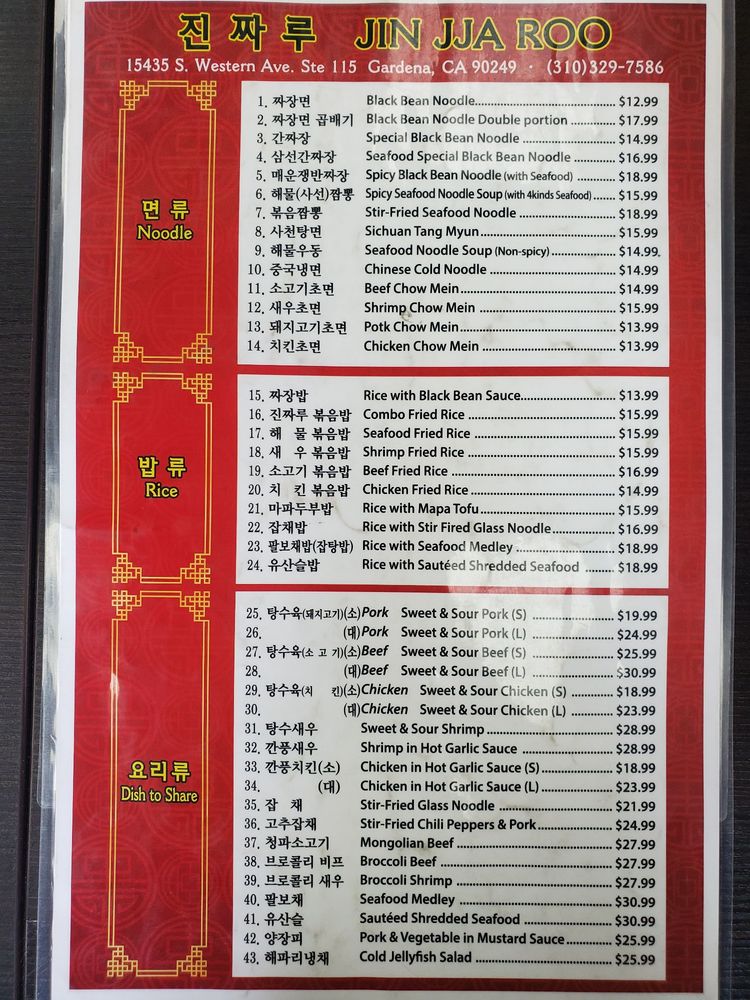 진짜루 JIN JJA ROO
15435 S. Western Ave. Ste 115 Gardena, CA 90249 · (310)329-7586
면류
Noodle
1. 짜장면 Black Bean Noodle............ $12.99
2. 짜장면 곱배기 Black Bean Noodle Double portion ............ $17.99
3. 간짜장 Special Black Bean Noodle ............ $14.99
4. 삼선간짜장 Seafood Special Black Bean Noodle ............ $16.99
5. 매운쟁반짜장 Spicy Black Bean Noodle (with Seafood) ............ $18.99
6. 해물(사선)짬뽕 Spicy Seafood Noodle Soup (with 4kinds Seafood)....... $15.99
7. 볶음짬뽕 Stir-Fried Seafood Noodle ............ $18.99
8. 사천탕면 Sichuan Tang Myun............ $15.99
9. 해물우동 Seafood Noodle Soup (Non-spicy)............ $14.99.
10. 중국냉면 Chinese Cold Noodle ............ $14.99
11. 소고기초면 Beef Chow Mein............ $14.99
12. 새우초면 Shrimp Chow Mein ............ $15.99
13. 돼지고기초면 Potk Chow Mein............ $13.99
14. 치킨초면 Chicken Chow Mein ............ $13.99
밥류
Rice
15. 짜장밥 Rice with Black Bean Sauce............ $13.99
16. 진짜루 볶음밥 Combo Fried Rice ............ $15.99
17. 해 물 볶음밥 Seafood Fried Rice ............ $15.99
18. 새 우 볶음밥 Shrimp Fried Rice ............ $15.99
19. 소고기 볶음밥 Beef Fried Rice ............ $16.99
20. 치 킨 볶음밥 Chicken Fried Rice............ $14.99
21. 마파두부밥 Rice with Mapa Tofu............ $15.99
22. 잡채밥 Rice with Stir Fired Glass Noodle............ $16.99
23. 팔보채밥(잡탕밥) Rice with Seafood Medley ............ $18.99
24. 유산슬밥 Rice with Sautéed Shredded Seafood ........ $18.99
요리류
Dish to Share
25. 탕수육(돼지고기)(소)Pork Sweet & Sour Pork (S) ............ $19.99
26. (대)Pork Sweet & Sour Pork (L) ............ $24.99
27. 탕수육(소 고 기)(소)Beef Sweet & Sour Beef (S) ............ $25.99
28. (대)Beef Sweet & Sour Beef (L) ............ $30.99
29. 탕수육(치 킨)(소)Chicken Sweet & Sour Chicken (S) ............ $18.99
30. (대)Chicken Sweet & Sour Chicken (L) ............ $23.99
31. 탕수새우 Sweet & Sour Shrimp ............ $28.99
32. 깐풍새우 Shrimp in Hot Garlic Sauce ............ $28.99
33. 깐풍치킨(소) Chicken in Hot Garlic Sauce (S)............ $18.99
34. (대) Chicken in Hot Garlic Sauce (L)............ $23.99
35. 잡 채 Stir-Fried Glass Noodle ............ $21.99
36. 고추잡채 Stir-Fried Chili Peppers & Pork............ $24.99
37. 청파소고기 Mongolian Beef ............ $27.99
38. 브로콜리 비프 Broccoli Beef ............ $27.99
39. 브로콜리 새우 Broccoli Shrimp ............ $27.99
40. 팔보채 Seafood Medley ............ $30.99
41. 유산슬 Sautéed Shredded Seafood ............ $30.99
42. 양장피 Pork & Vegetable in Mustard Sauce............ $25.99
43. 해파리냉채 Cold Jellyfish Salad ............ $25.99